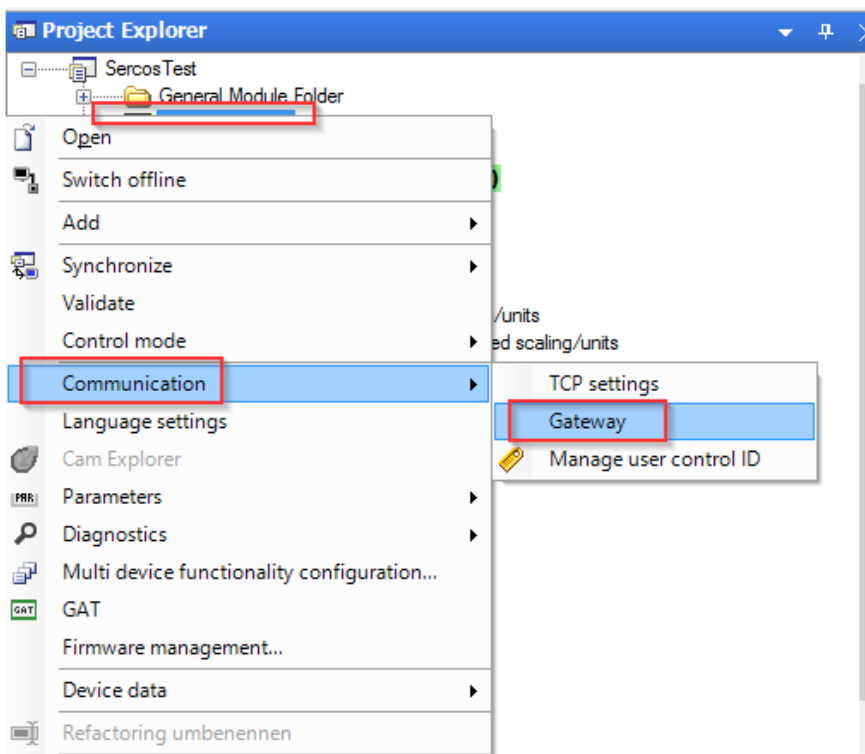 Project Explorer
SercosTest
General Module Folder
Open
Switch offline
)
Add
Synchronize
Validate
/units
Control mode
ed scaling/units
Communication
TCP settings
Language settings
Gateway
Cam Explorer
Manage user control ID
PAR
Parameters
Diagnostics
Multi device functionality configuration...
GAT
GAT
Firmware management...
Device data
Refactoring umbenennen